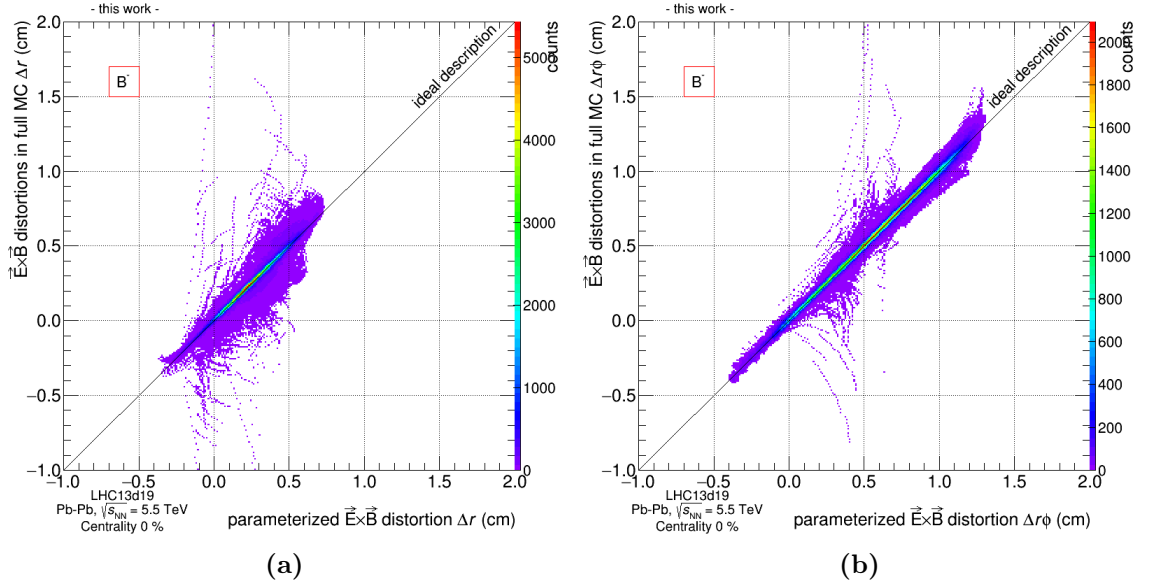 - this work -
- this work -
2.0
1.5
1.0
0.5
0.0
−0.5
−1.0
−1.0
−0.5
0.0
0.5
1.0
1.5
2.0
E×B distortions in full MC Δr (cm)
B-
ideal description
counts
5000
4000
3000
2000
1000
0
LHC13d19
Pb-Pb, √sNN = 5.5 TeV
Centrality 0 %
parameterized E×B distortion Δr (cm)
(a)
2.0
1.5
1.0
0.5
0.0
−0.5
−1.0
−1.0
−0.5
0.0
0.5
1.0
1.5
2.0
E×B distortions in full MC Δrϕ (cm)
B-
ideal description
counts
2000
1800
1600
1400
1200
1000
800
600
400
200
0
LHC13d19
Pb-Pb, √sNN = 5.5 TeV
Centrality 0 %
parameterized E×B distortion Δrϕ (cm)
(b)